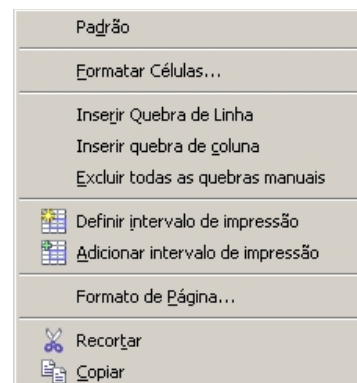 Padrão
Formatar Células...
Inserir Quebra de Linha
Inserir quebra de coluna
Excluir todas as quebras manuais
Definir intervalo de impressão
Adicionar intervalo de impressão
Formato de Página...
Recortar
Copiar